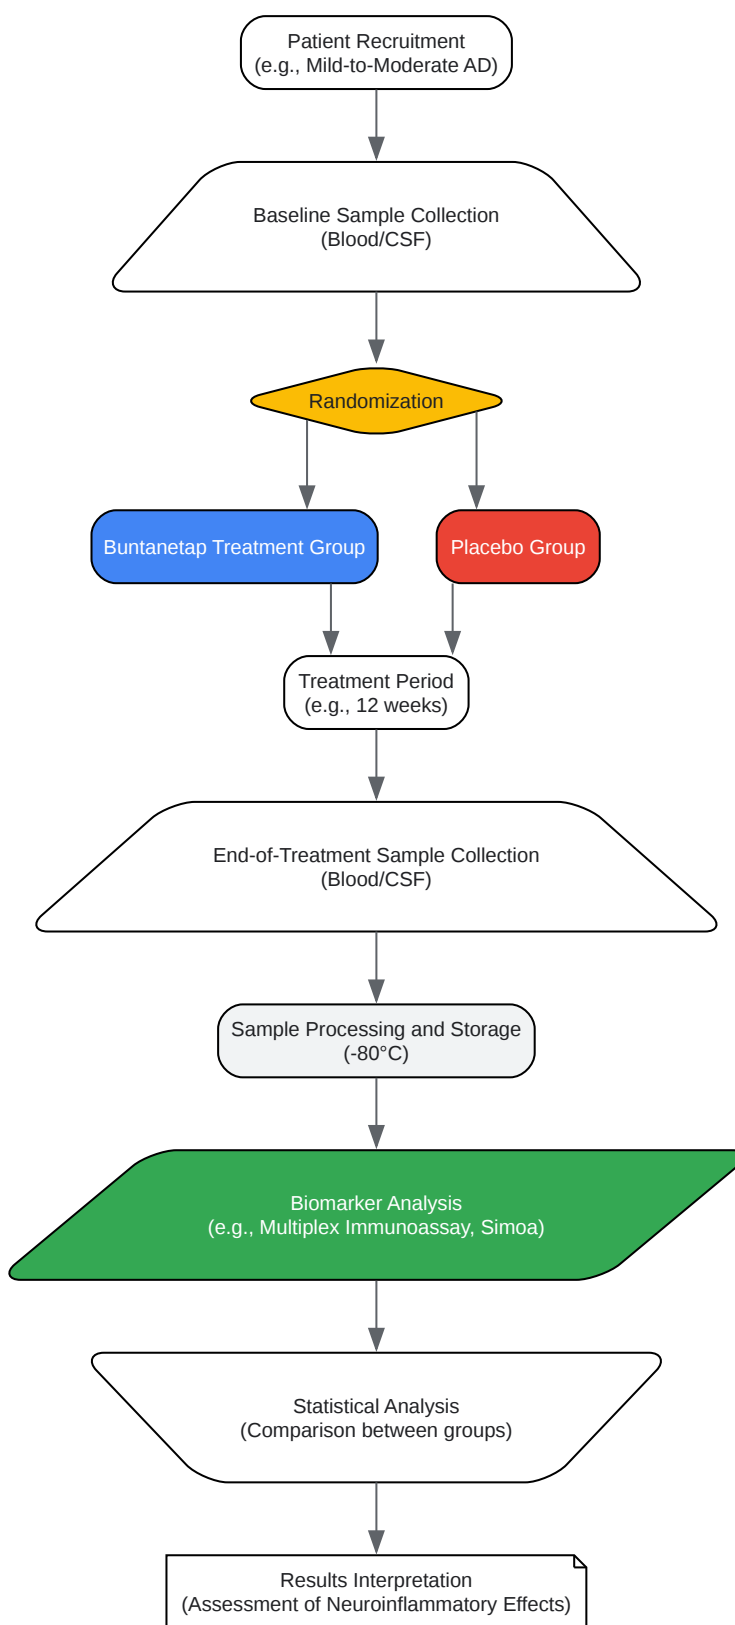 Patient Recruitment
(e.g., Mild-to-Moderate AD)
Baseline Sample Collection
(Blood/CSF)
Randomization
Buntanetap Treatment Group
Placebo Group
Treatment Period
(e.g., 12 weeks)
End-of-Treatment Sample Collection
(Blood/CSF)
Sample Processing and Storage
(-80°C)
Biomarker Analysis
(e.g., Multiplex Immunoassay, Simoa)
Statistical Analysis
(Comparison between groups)
Results Interpretation
(Assessment of Neuroinflammatory Effects)